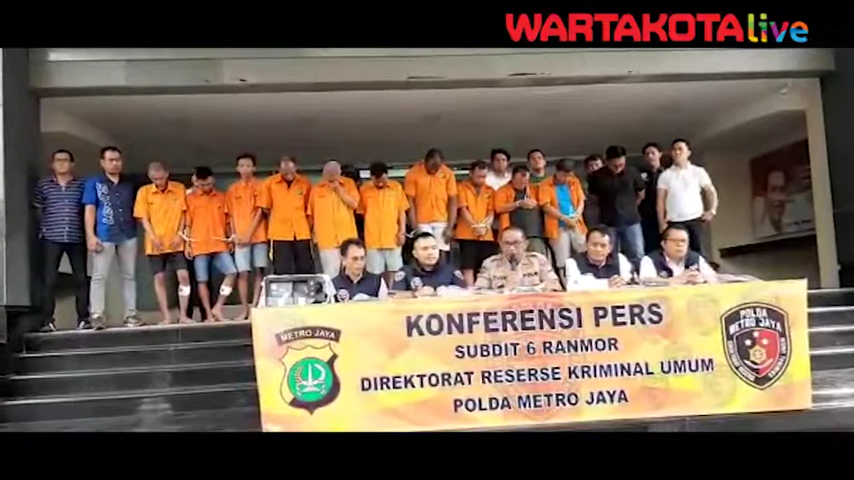 WARTAKOTAlive
KONFERENSI PERS
SUBDIT 6 RANMOR
DIREKTORAT RESERSE KRIMINAL UMUM
POLDA METRO JAYA
METRO JAYA
POLDA
METRO JAYA